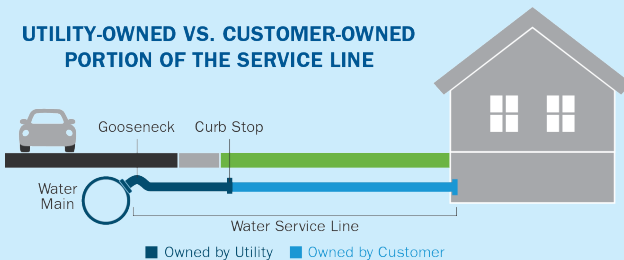 UTILITY-OWNED VS. CUSTOMER-OWNED
PORTION OF THE SERVICE LINE
Gooseneck
Curb Stop
Water
Main
Water Service Line
Owned by Utility
Owned by Customer